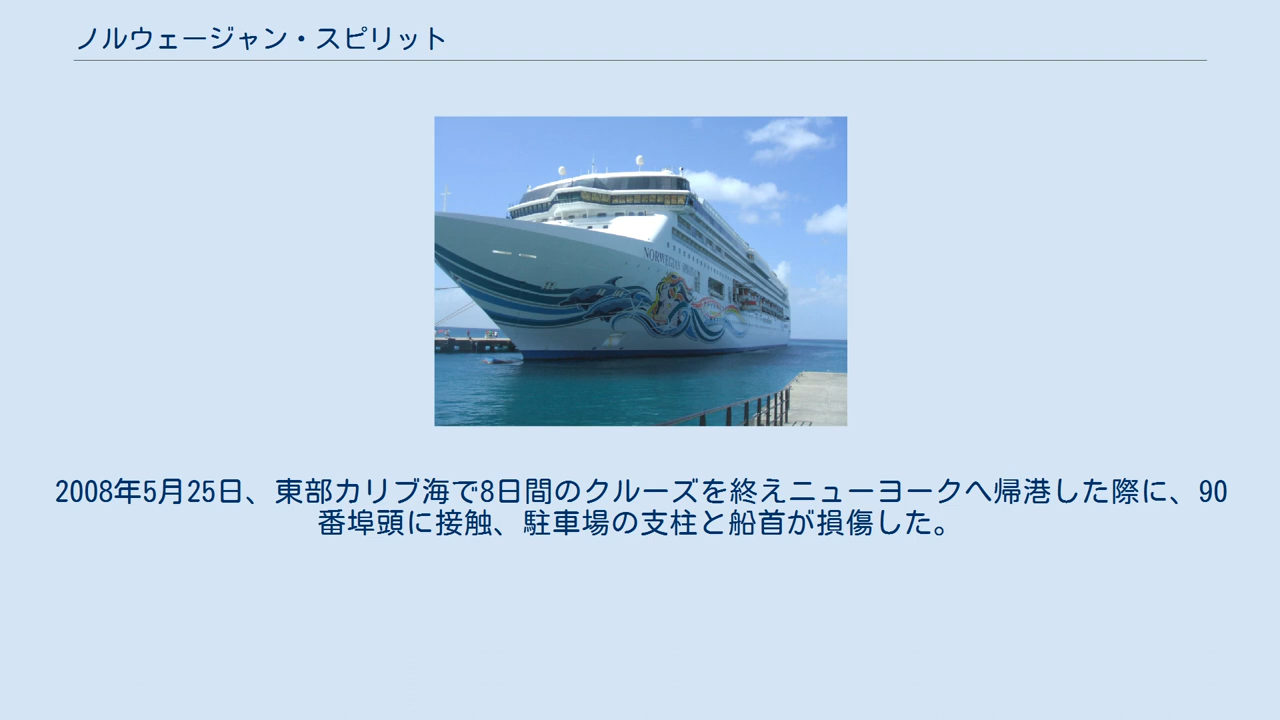 ノルウェージャン・スピリット
NORWEGIAN SPIRIT
2008年5月25日、東部カリブ海で8日間のクルーズを終えニューヨークへ帰港した際に、90
番埠頭に接触、駐車場の支柱と船首が損傷した。